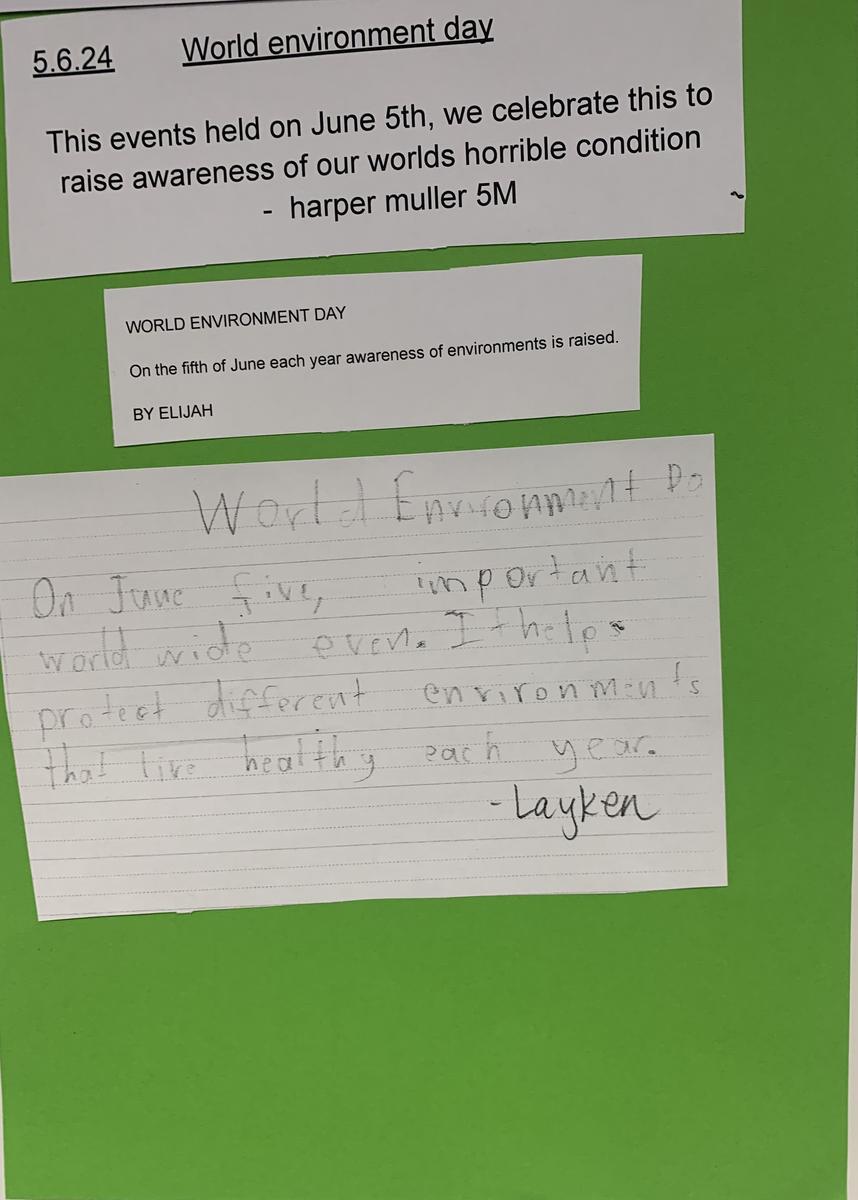 5.6.24 World environment day
This events held on June 5th, we celebrate this to
raise awareness of our worlds horrible condition
- harper muller 5M
WORLD ENVIRONMENT DAY
On the fifth of June each year awareness of environments is raised.
BY ELIJAH
World Environment Da
On June five, important
world wide even. It helps
protect different environments
that live healthy each year.
-Layken